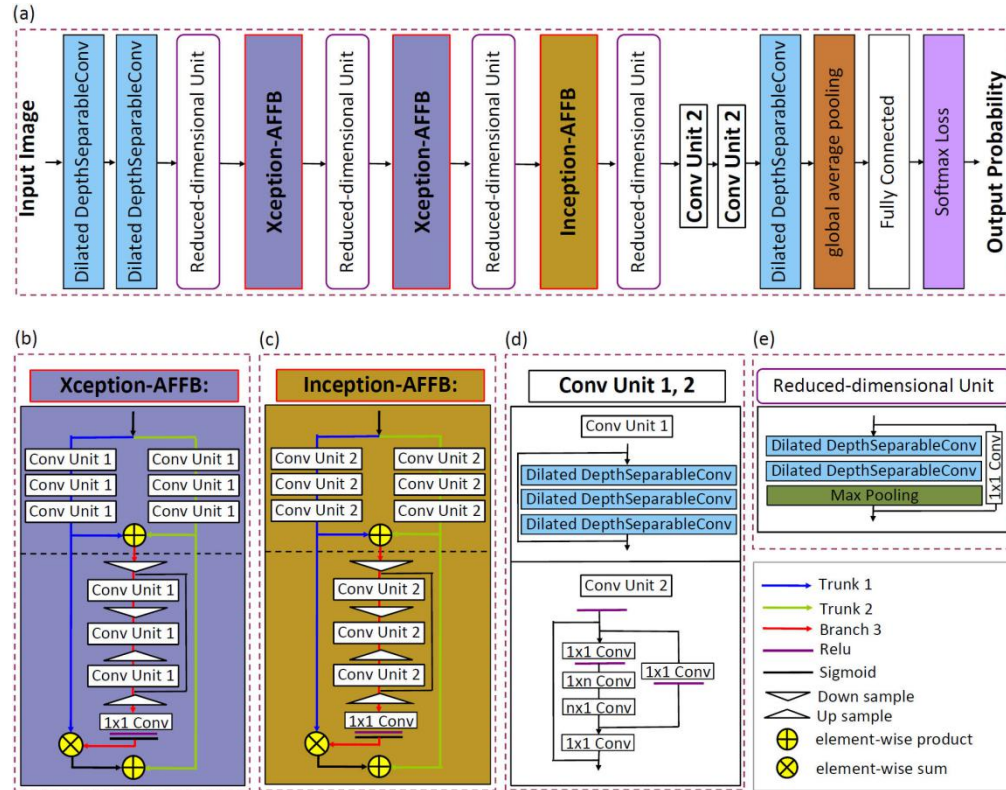 (a)
Input Image
Dilated DepthSeparableConv
Dilated DepthSeparableConv
Reduced-dimensional Unit
Xception-AFFB
Reduced-dimensional Unit
Xception-AFFB
Reduced-dimensional Unit
Inception-AFFB
Reduced-dimensional Unit
Conv Unit 2
Conv Unit 2
Dilated DepthSeparableConv
global average pooling
Fully Connected
Softmax Loss
Output Probability
(b)
Xception-AFFB:
Conv Unit 1
Conv Unit 1
Conv Unit 1
Conv Unit 1
Conv Unit 1
Conv Unit 1
Conv Unit 1
Conv Unit 1
Conv Unit 1
1x1 Conv
(c)
Inception-AFFB:
Conv Unit 2
Conv Unit 2
Conv Unit 2
Conv Unit 2
Conv Unit 2
Conv Unit 2
Conv Unit 2
Conv Unit 2
Conv Unit 2
1x1 Conv
(d)
Conv Unit 1, 2
Conv Unit 1
Dilated DepthSeparableConv
Dilated DepthSeparableConv
Dilated DepthSeparableConv
Conv Unit 2
1x1 Conv
1xn Conv
nx1 Conv
1x1 Conv
1x1 Conv
(e)
Reduced-dimensional Unit
Dilated DepthSeparableConv
Dilated DepthSeparableConv
Max Pooling
1x1 Conv
Trunk 1
Trunk 2
Branch 3
Relu
Sigmoid
Down sample
Up sample
element-wise product
element-wise sum